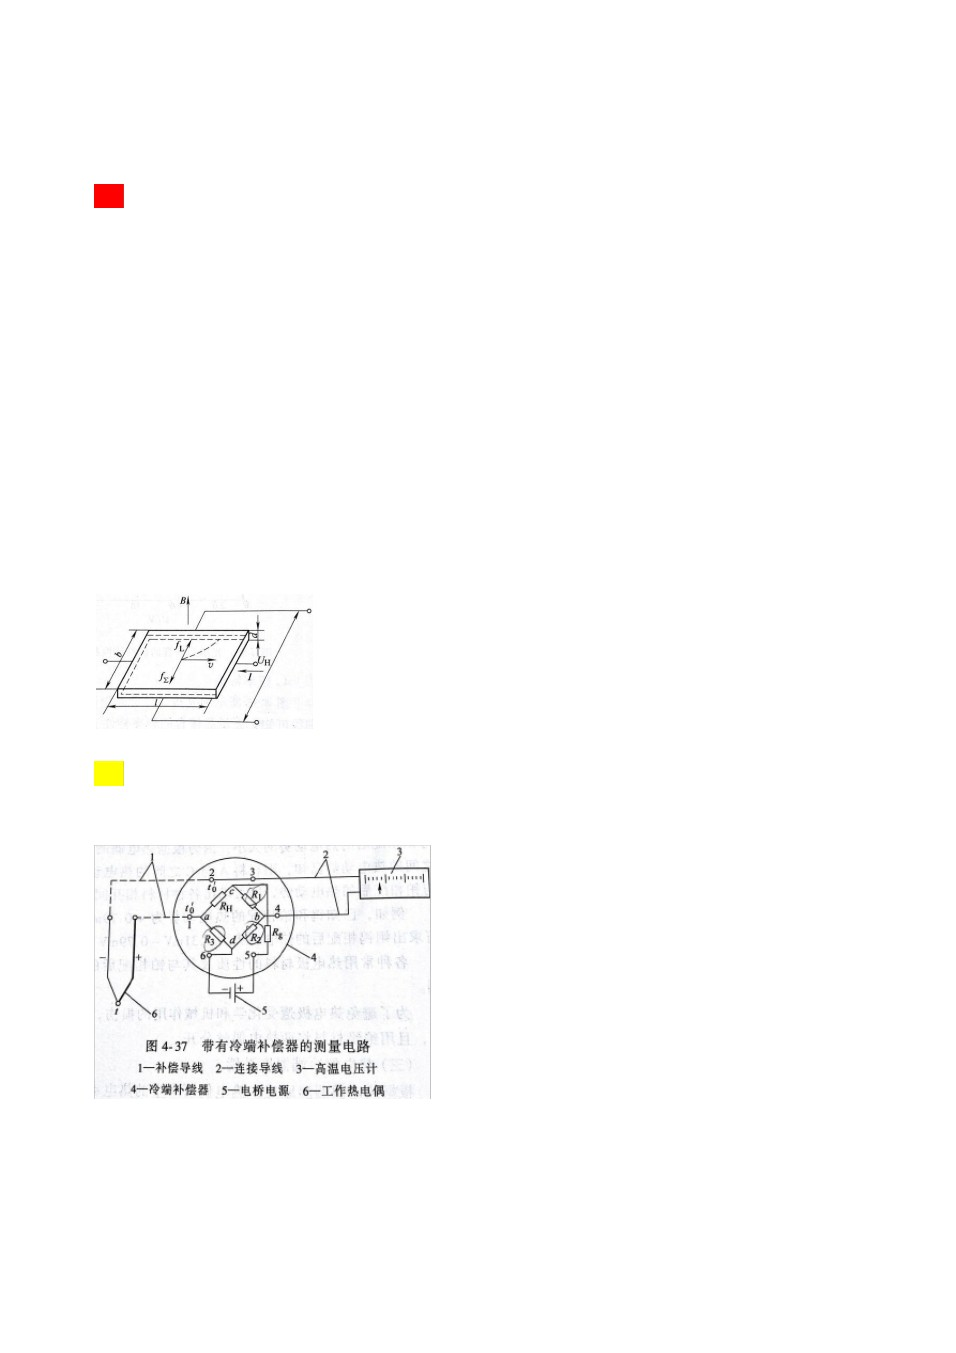 B
d
b
f_L
v
U_H
I
f_Σ
l
1
2
3
2
3
t'_0
c
R_H
R_1
t'_0
1
a
b
4
R_3
d
R_2
R_g
6
5
4
−
+
− +
5
t
6
图 4-37 带有冷端补偿器的测量电路
1—补偿导线 2—连接导线 3—高温电压计
4—冷端补偿器 5—电桥电源 6—工作热电偶